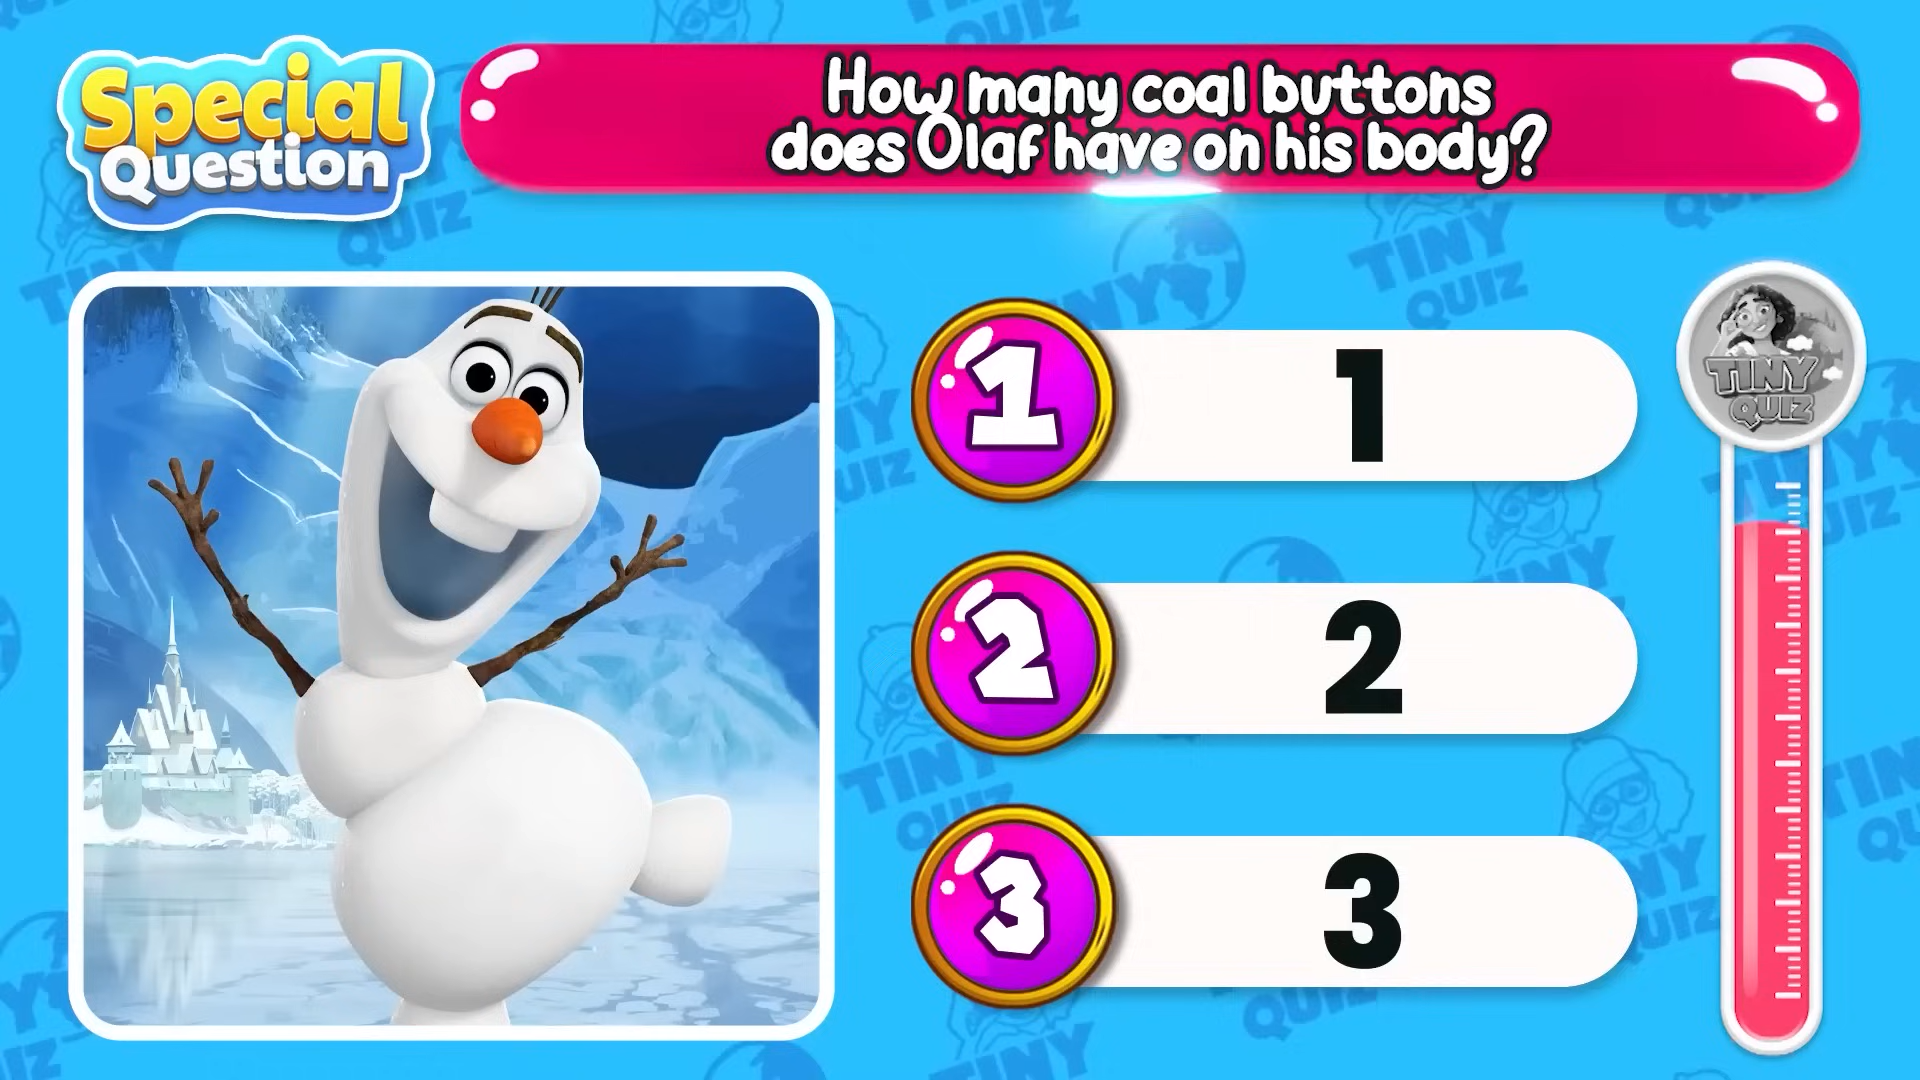 Special
Question
How many coal buttons
does Olaf have on his body?
1
1
2
2
3
3
TINY
QUIZ